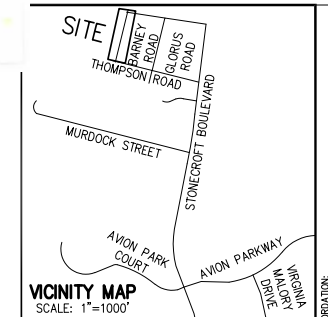 SITE
BARNEY
ROAD
GLORUS
ROAD
THOMPSON ROAD
STONECROFT BOULEVARD
MURDOCK STREET
AVION PARK
COURT
AVION PARKWAY
VIRGINIA
MALORY
DRIVE
VICINITY MAP
SCALE: 1"=1000'